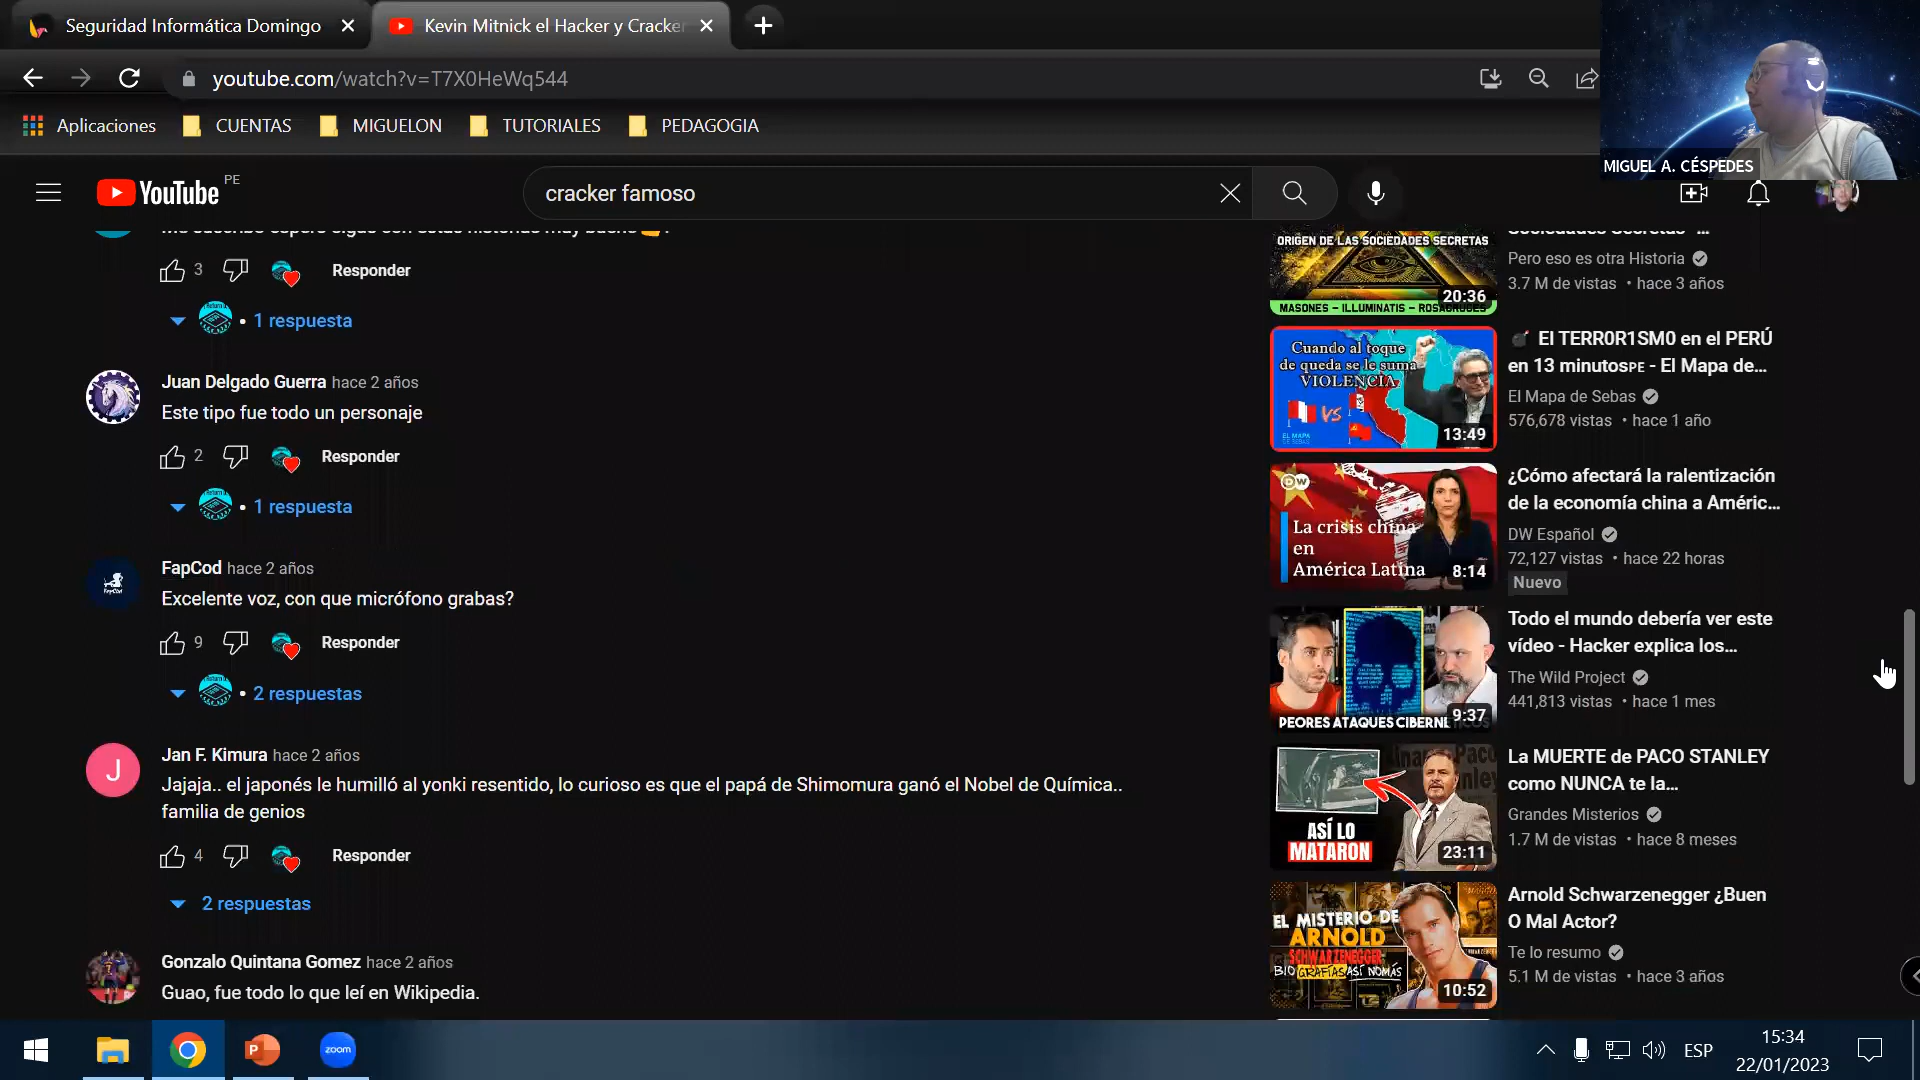 Seguridad Informática Domingo
Kevin Mitnick el Hacker y Cracke
youtube.com/watch?v=T7X0HeWq544
Aplicaciones
CUENTAS
MIGUELON
TUTORIALES
PEDAGOGIA
MIGUEL A. CÉSPEDES
YouTube PE
cracker famoso
3
Responder
1 respuesta
Juan Delgado Guerra hace 2 años
Este tipo fue todo un personaje
2
Responder
1 respuesta
FapCod hace 2 años
Excelente voz, con que micrófono grabas?
9
Responder
2 respuestas
Jan F. Kimura hace 2 años
J
Jajaja.. el japonés le humilló al yonki resentido, lo curioso es que el papá de Shimomura ganó el Nobel de Química..
familia de genios
4
Responder
2 respuestas
Gonzalo Quintana Gomez hace 2 años
Guao, fue todo lo que leí en Wikipedia.
ORIGEN DE LAS SOCIEDADES SECRETAS
20:36
MASONES - ILLUMINATIS - ROSACRUCES
Sociedades Secretas - ...
Pero eso es otra Historia
3.7 M de vistas • hace 3 años
Cuando al toque
de queda se le suma
VIOLENCIA
VS
EL MAPA
DE SEBAS
13:49
El TERR0R1SM0 en el PERÚ
en 13 minutosPE - El Mapa de...
El Mapa de Sebas
576,678 vistas • hace 1 año
DW
La crisis china
en
América Latina
8:14
¿Cómo afectará la ralentización
de la economía china a Améric...
DW Español
72,127 vistas • hace 22 horas
Nuevo
PEORES ATAQUES CIBERNÉTICOS
9:37
Todo el mundo debería ver este
vídeo - Hacker explica los...
The Wild Project
441,813 vistas • hace 1 mes
ASÍ LO
MATARON
23:11
La MUERTE de PACO STANLEY
como NUNCA te la...
Grandes Misterios
1.7 M de vistas • hace 8 meses
EL MISTERIO DE
ARNOLD
SCHWARZENEGGER
BIOGRAFÍAS ASÍ NOMÁS
10:52
Arnold Schwarzenegger ¿Buen
O Mal Actor?
Te lo resumo
5.1 M de vistas • hace 3 años
zoom
ESP
15:34
22/01/2023